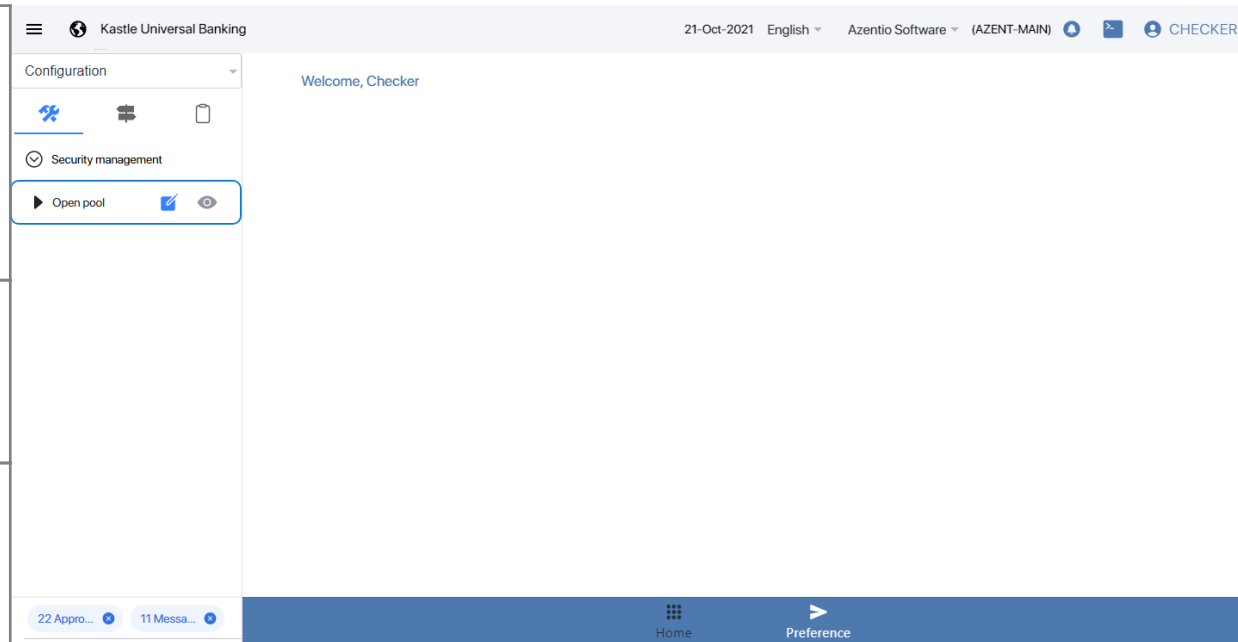 Kastle Universal Banking
21-Oct-2021 English Azentio Software (AZENT-MAIN) CHECKER
Configuration
Welcome, Checker
Security management
Open pool
22 Appro... 11 Messa...
Home Preference